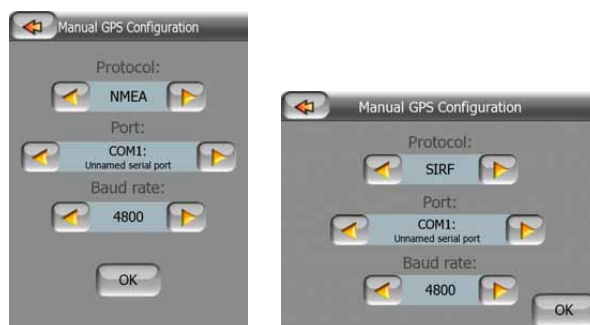 Manual GPS Configuration
Protocol:
NMEA
Port:
COM1:
Unnamed serial port
Baud rate:
4800
OK
Manual GPS Configuration
Protocol:
SIRF
Port:
COM1:
Unnamed serial port
Baud rate:
4800
OK